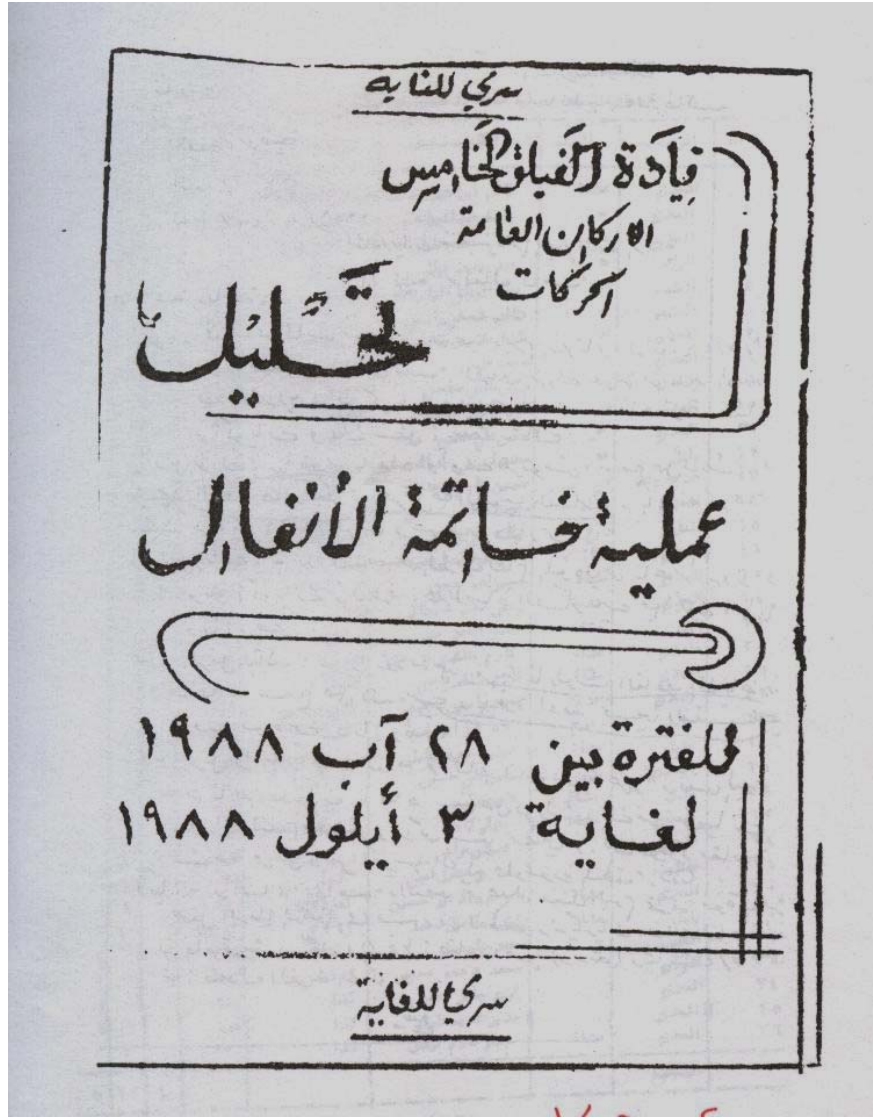 سري للغاية
قيادة الفيلق الخامس
الاركان العامة
الحركات
تحليل
عملية خاتمة الأنفال
للفترة بين ٢٨ آب ١٩٨٨
لغاية ٣ أيلول ١٩٨٨
سري للغاية